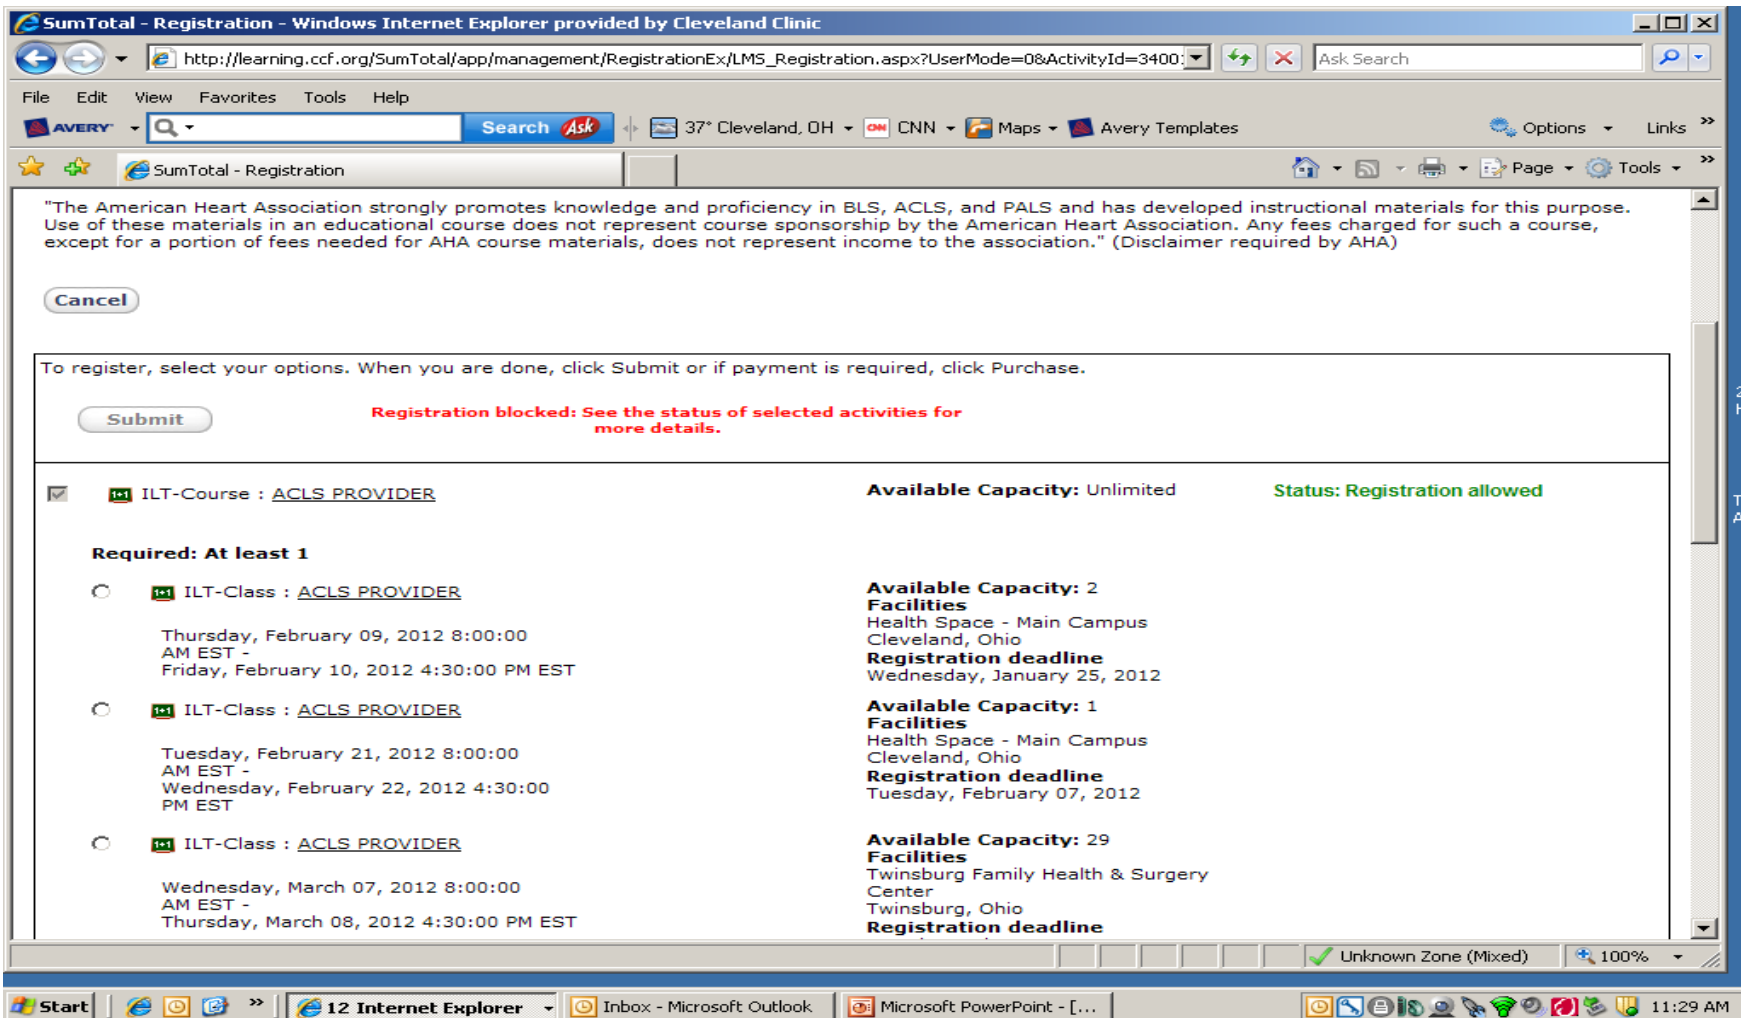 SumTotal - Registration - Windows Internet Explorer provided by Cleveland Clinic
http://learning.ccf.org/SumTotal/app/management/RegistrationEx/LMS_Registration.aspx?UserMode=0&ActivityId=3400
Ask Search
File Edit View Favorites Tools Help
AVERY Search Ask 37° Cleveland, OH CNN Maps Avery Templates Options Links »
SumTotal - Registration Page Tools »
"The American Heart Association strongly promotes knowledge and proficiency in BLS, ACLS, and PALS and has developed instructional materials for this purpose.
Use of these materials in an educational course does not represent course sponsorship by the American Heart Association. Any fees charged for such a course,
except for a portion of fees needed for AHA course materials, does not represent income to the association." (Disclaimer required by AHA)
Cancel
To register, select your options. When you are done, click Submit or if payment is required, click Purchase.
Submit
Registration blocked: See the status of selected activities for
more details.
ILT-Course : ACLS PROVIDER
Available Capacity: Unlimited
Status: Registration allowed
Required: At least 1
ILT-Class : ACLS PROVIDER
Thursday, February 09, 2012 8:00:00
AM EST -
Friday, February 10, 2012 4:30:00 PM EST
Available Capacity: 2
Facilities
Health Space - Main Campus
Cleveland, Ohio
Registration deadline
Wednesday, January 25, 2012
ILT-Class : ACLS PROVIDER
Tuesday, February 21, 2012 8:00:00
AM EST -
Wednesday, February 22, 2012 4:30:00
PM EST
Available Capacity: 1
Facilities
Health Space - Main Campus
Cleveland, Ohio
Registration deadline
Tuesday, February 07, 2012
ILT-Class : ACLS PROVIDER
Wednesday, March 07, 2012 8:00:00
AM EST -
Thursday, March 08, 2012 4:30:00 PM EST
Available Capacity: 29
Facilities
Twinsburg Family Health & Surgery
Center
Twinsburg, Ohio
Registration deadline
Unknown Zone (Mixed) 100%
Start » 12 Internet Explorer Inbox - Microsoft Outlook Microsoft PowerPoint - [... 11:29 AM